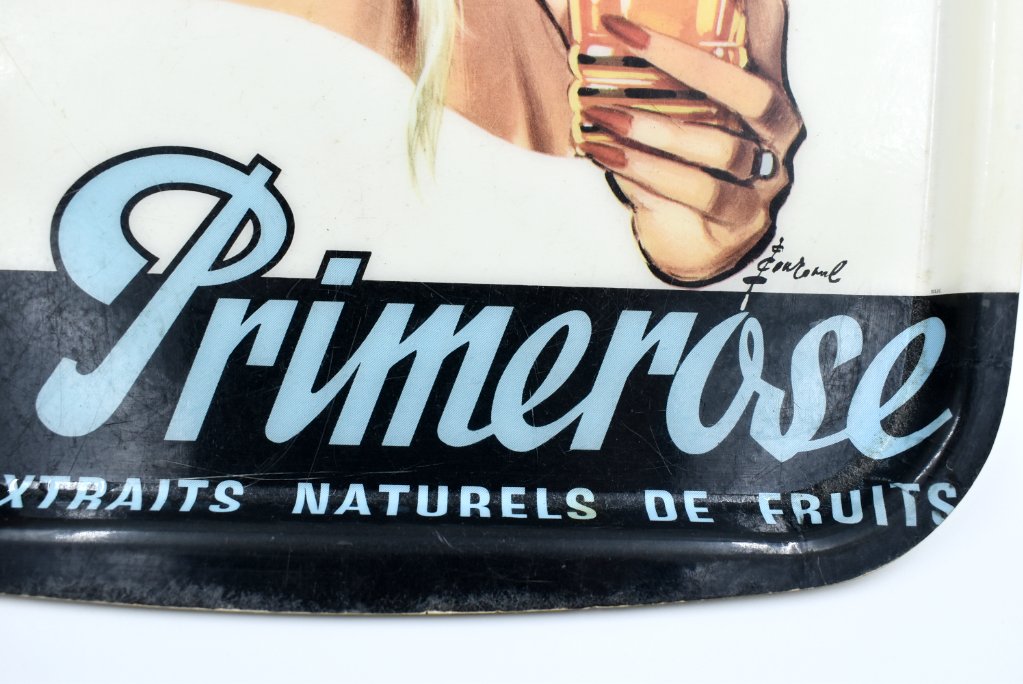 Primerose
XTRAITS NATURELS DE FRUITS